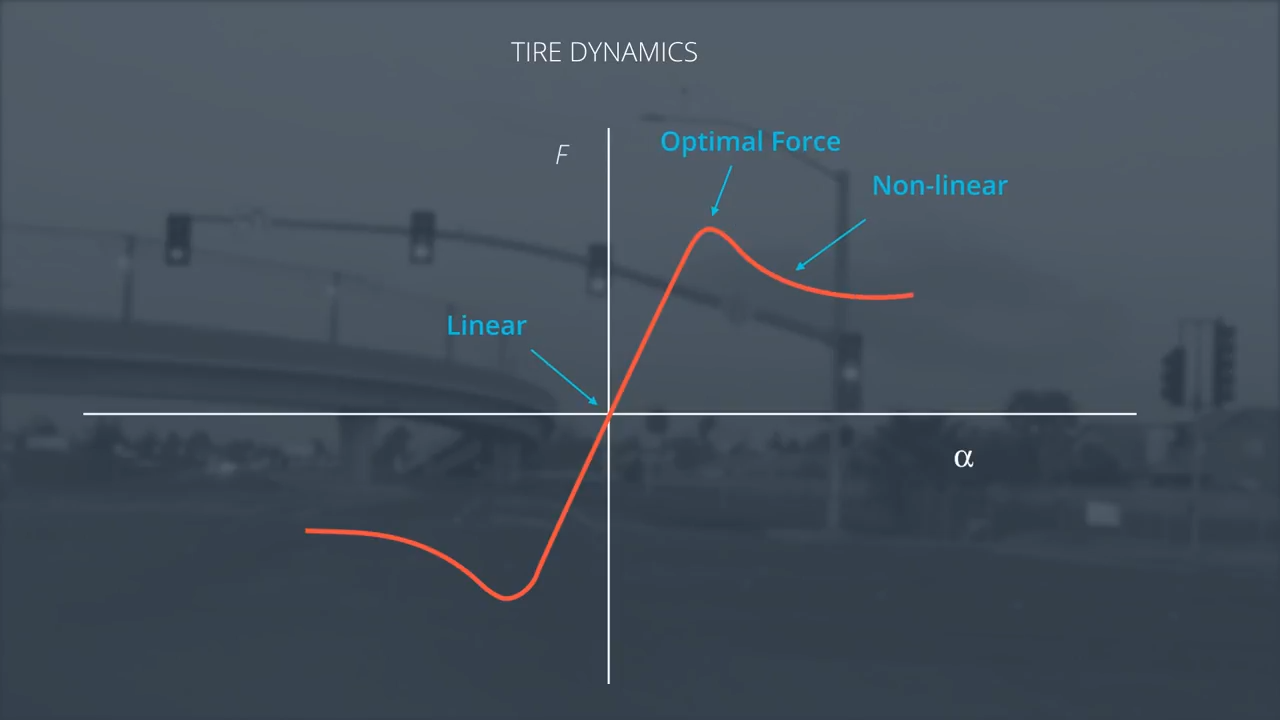 TIRE DYNAMICS
F
Optimal Force
Non-linear
Linear
α